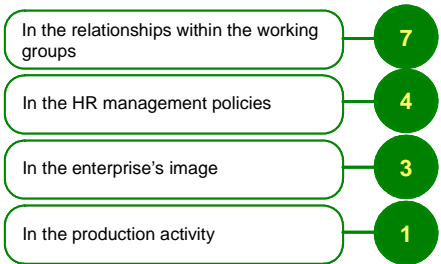 In the relationships within the working
groups
7
In the HR management policies
4
In the enterprise's image
3
In the production activity
1